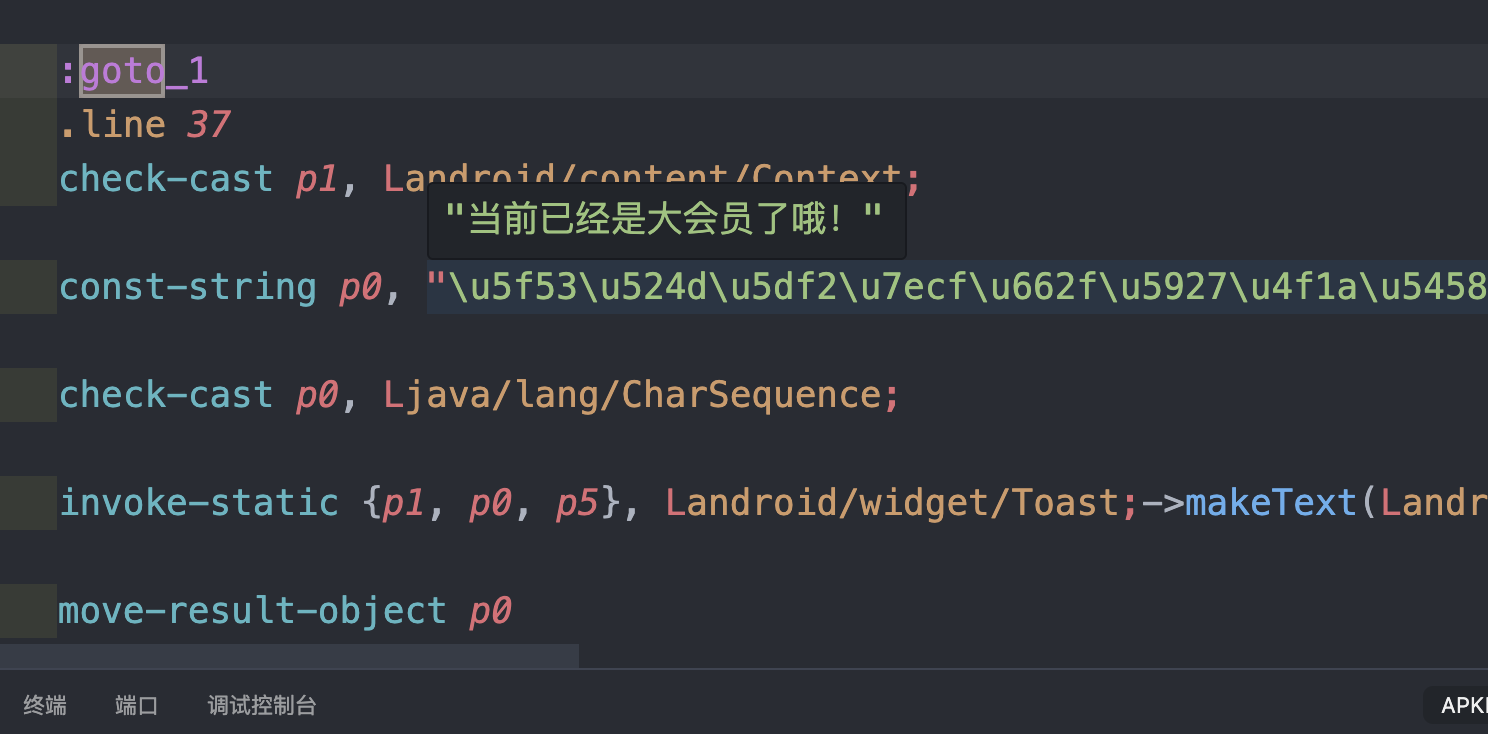 :goto_1
.line 37
check-cast p1, Landroid/content/Context;
"当前已经是大会员了哦！"
const-string p0, "\u5f53\u524d\u5df2\u7ecf\u662f\u5927\u4f1a\u5458
check-cast p0, Ljava/lang/CharSequence;
invoke-static {p1, p0, p5}, Landroid/widget/Toast;->makeText(Landr
move-result-object p0
终端 端口 调试控制台 APK